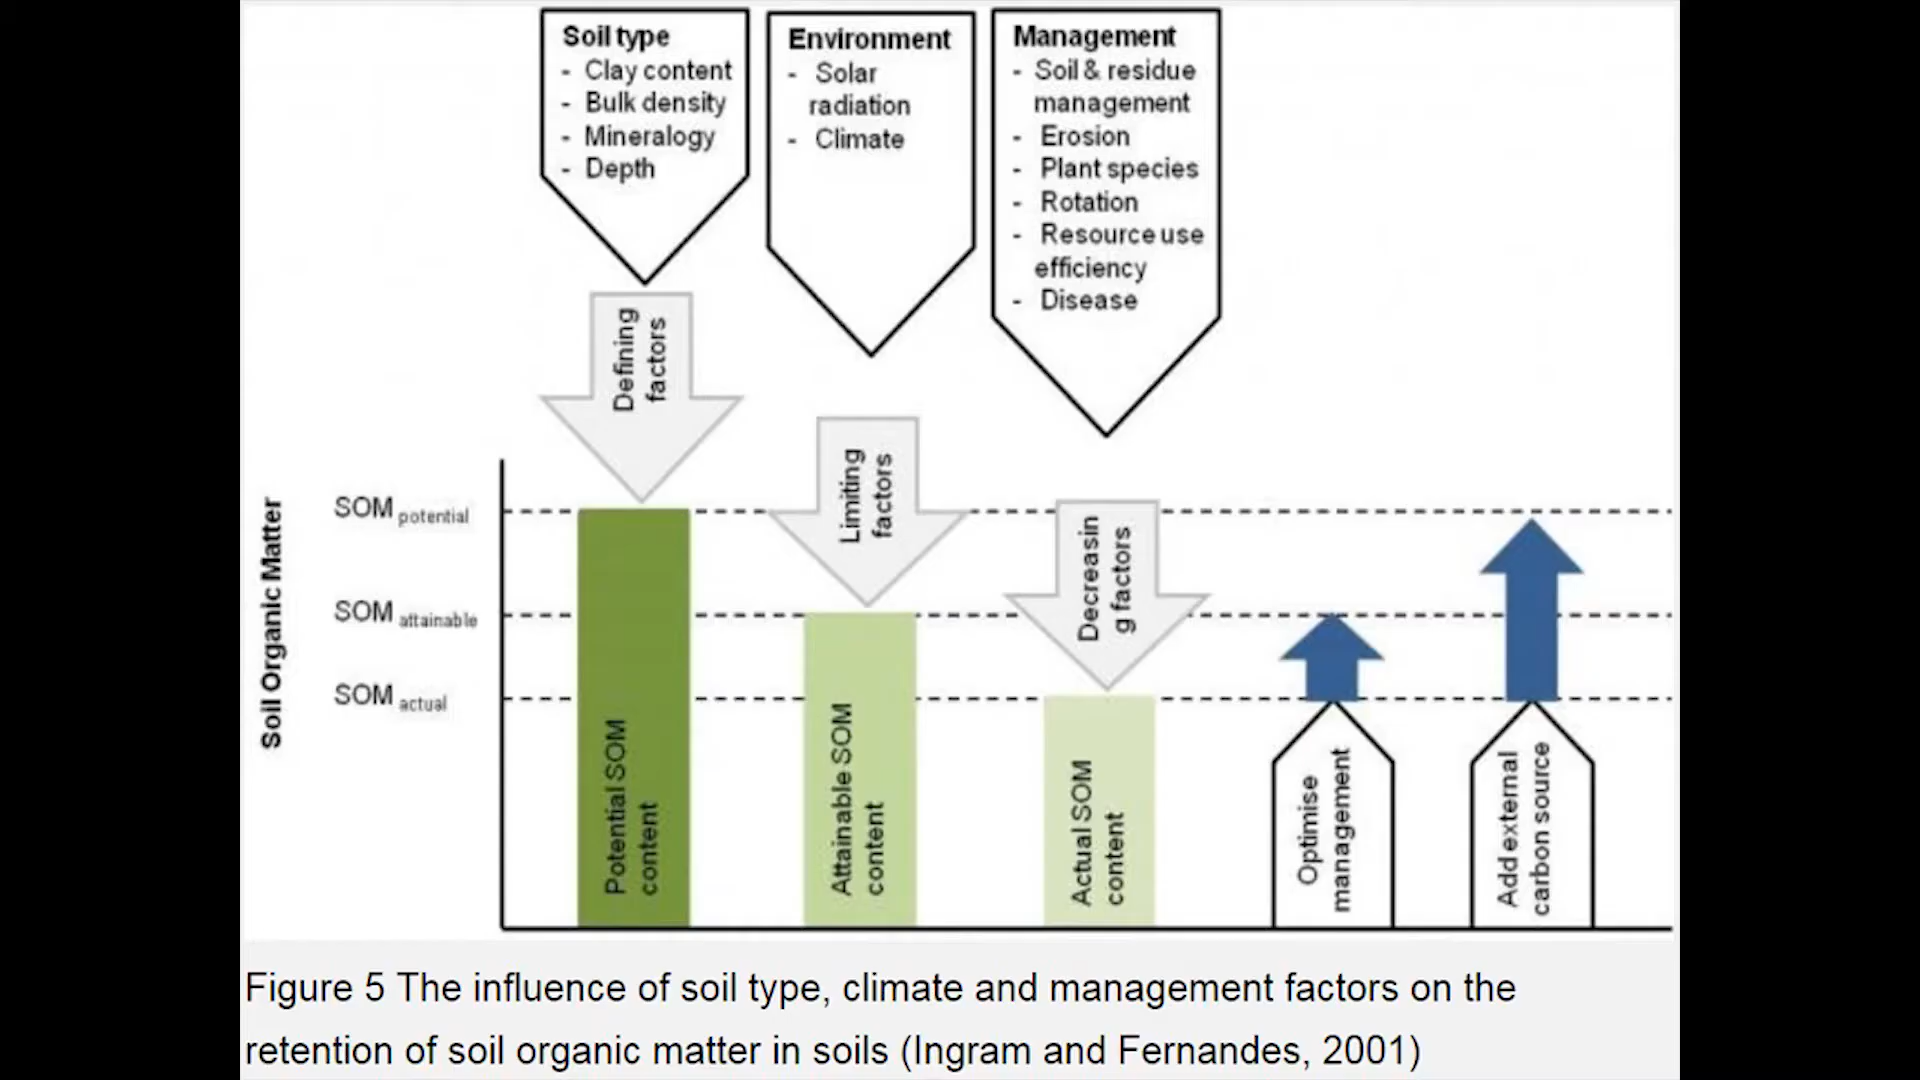 Soil type
- Clay content
- Bulk density
- Mineralogy
- Depth
Environment
- Solar
radiation
- Climate
Management
- Soil & residue
management
- Erosion
- Plant species
- Rotation
- Resource use
efficiency
- Disease
Defining
factors
Limiting
factors
Decreasin
g factors
Soil Organic Matter
SOM potential
SOM attainable
SOM actual
Potential SOM
content
Attainable SOM
content
Actual SOM
content
Optimise
management
Add external
carbon source
Figure 5 The influence of soil type, climate and management factors on the
retention of soil organic matter in soils (Ingram and Fernandes, 2001)